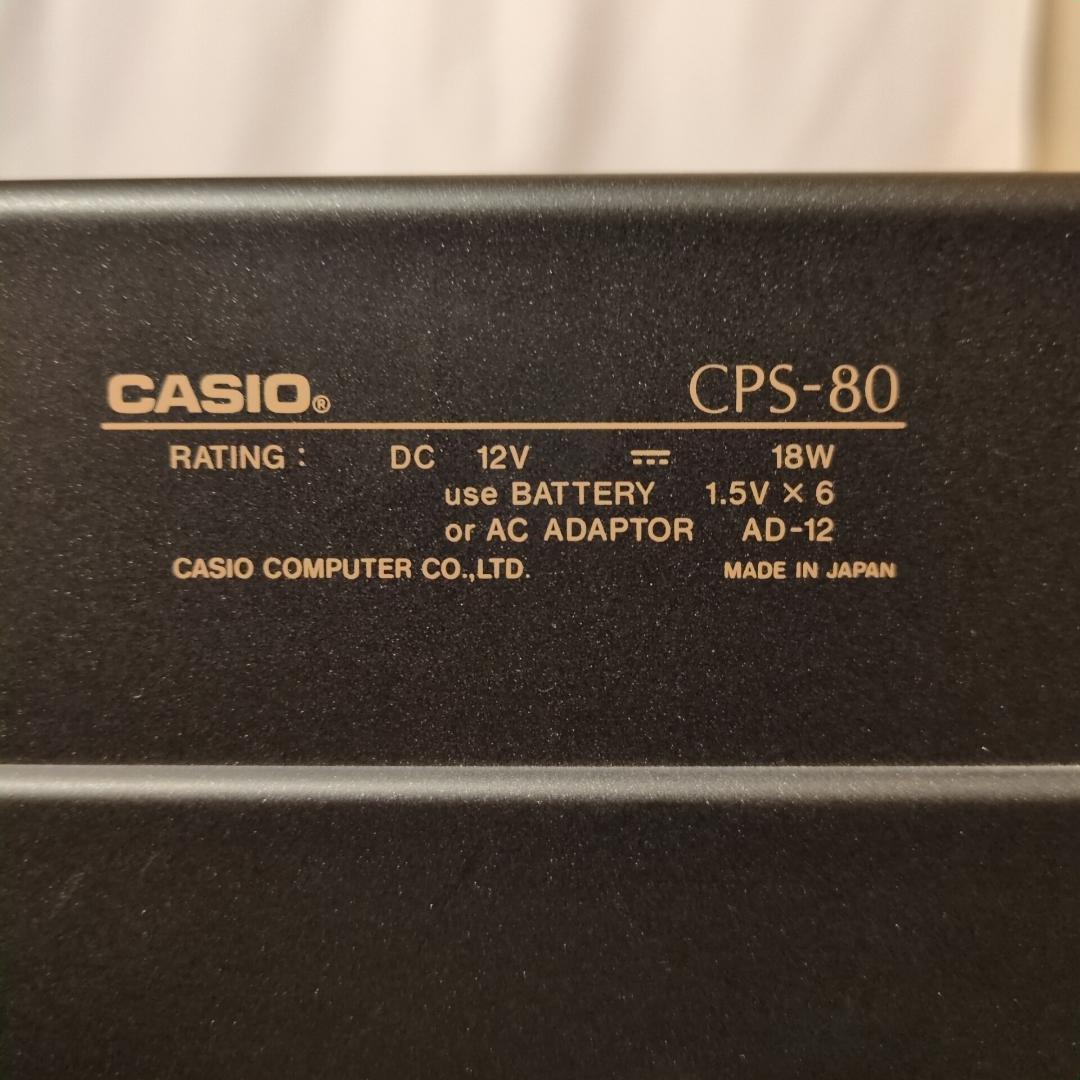 CASIO® CPS-80
RATING : DC 12V ⎓ 18W
use BATTERY 1.5V × 6
or AC ADAPTOR AD-12
CASIO COMPUTER CO.,LTD. MADE IN JAPAN